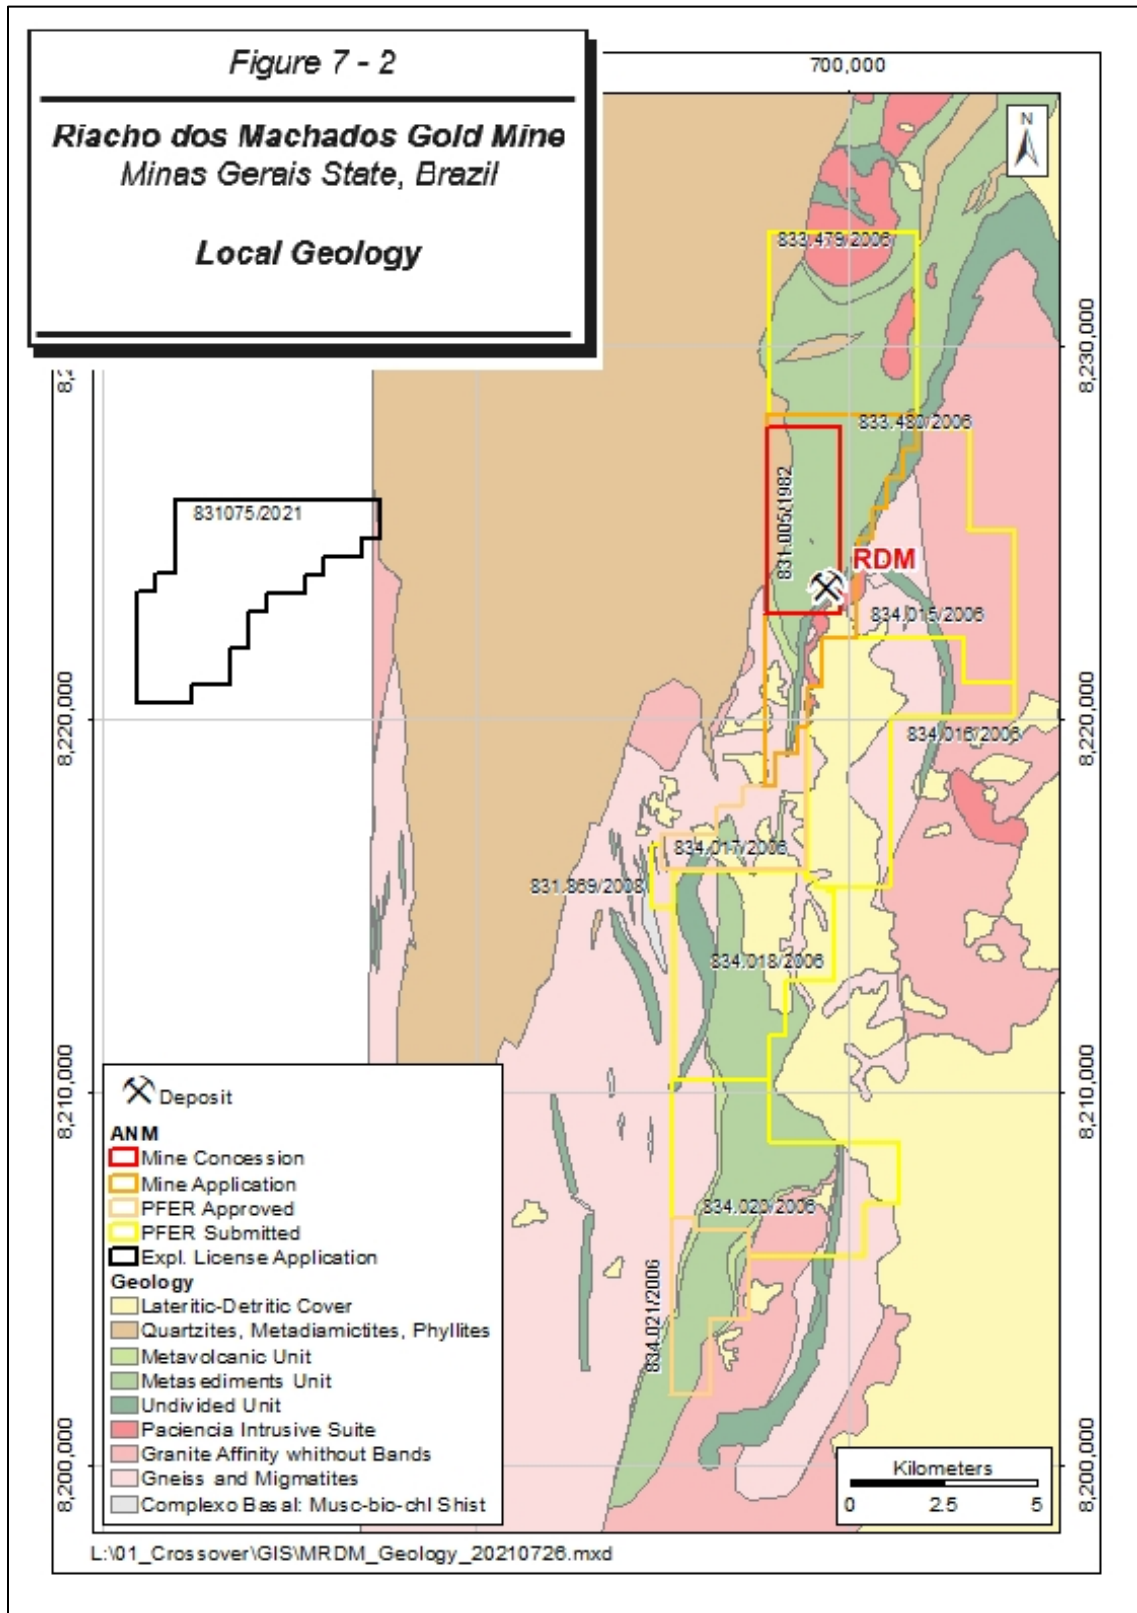 Figure 7 - 2
Riacho dos Machados Gold Mine
Minas Gerais State, Brazil
Local Geology
700,000
N
833.479/2006
8,230,000
833.480/2006
831.005/1982
831075/2021
RDM
834.015/2006
8,220,000
8,220,000
834.016/2006
834.017/2006
831.869/2008
834.018/2006
8,210,000
8,210,000
834.020/2006
834.021/2006
8,200,000
8,200,000
Deposit
ANM
Mine Concession
Mine Application
PFER Approved
PFER Submitted
Expl. License Application
Geology
Lateritic-Detritic Cover
Quartzites, Metadiamictites, Phyllites
Metavolcanic Unit
Metasediments Unit
Undivided Unit
Paciencia Intrusive Suite
Granite Affinity whithout Bands
Gneiss and Migmatites
Complexo Basal: Musc-bio-chl Shist
Kilometers
0 2.5 5
L:\01_Crossover\GIS\MRDM_Geology_20210726.mxd